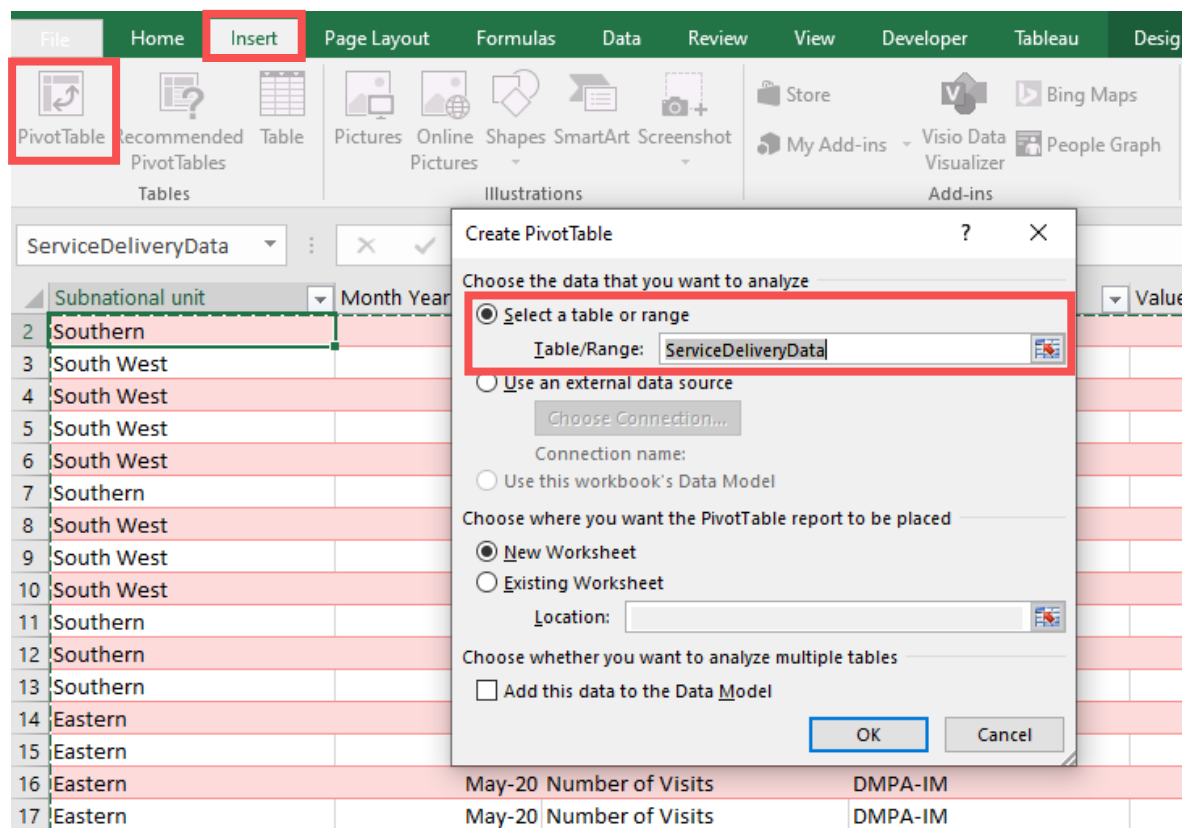 File Home Insert Page Layout Formulas Data Review View Developer Tableau Desig
PivotTable Recommended PivotTables Table
Pictures Online Pictures Shapes SmartArt Screenshot
Store
My Add-ins
Visio Data Visualizer
Bing Maps
People Graph
Tables Illustrations Add-ins
ServiceDeliveryData
Create PivotTable ?
Choose the data that you want to analyze
Select a table or range
Table/Range: ServiceDeliveryData
Use an external data source
Choose Connection...
Connection name:
Use this workbook's Data Model
Choose where you want the PivotTable report to be placed
New Worksheet
Existing Worksheet
Location:
Choose whether you want to analyze multiple tables
Add this data to the Data Model
OK Cancel
Subnational unit Month Year Value
2 Southern
3 South West
4 South West
5 South West
6 South West
7 Southern
8 South West
9 South West
10 South West
11 Southern
12 Southern
13 Southern
14 Eastern
15 Eastern
16 Eastern May-20 Number of Visits DMPA-IM
17 Eastern May-20 Number of Visits DMPA-IM